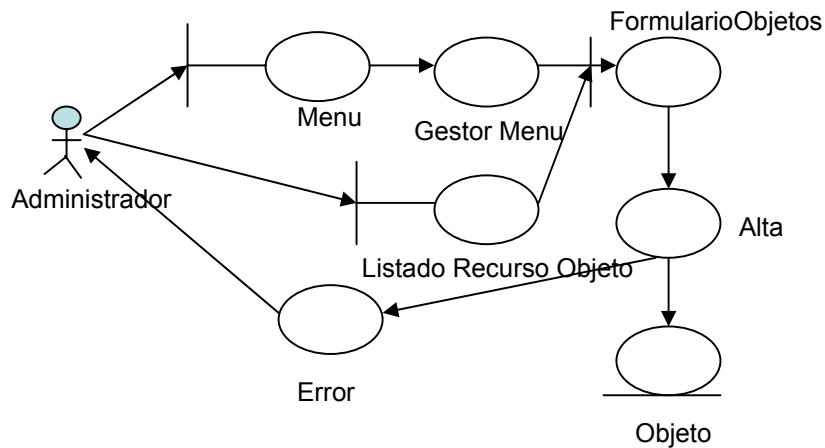 FormularioObjetos
Menu
Gestor Menu
Administrador
Alta
Listado Recurso Objeto
Error
Objeto